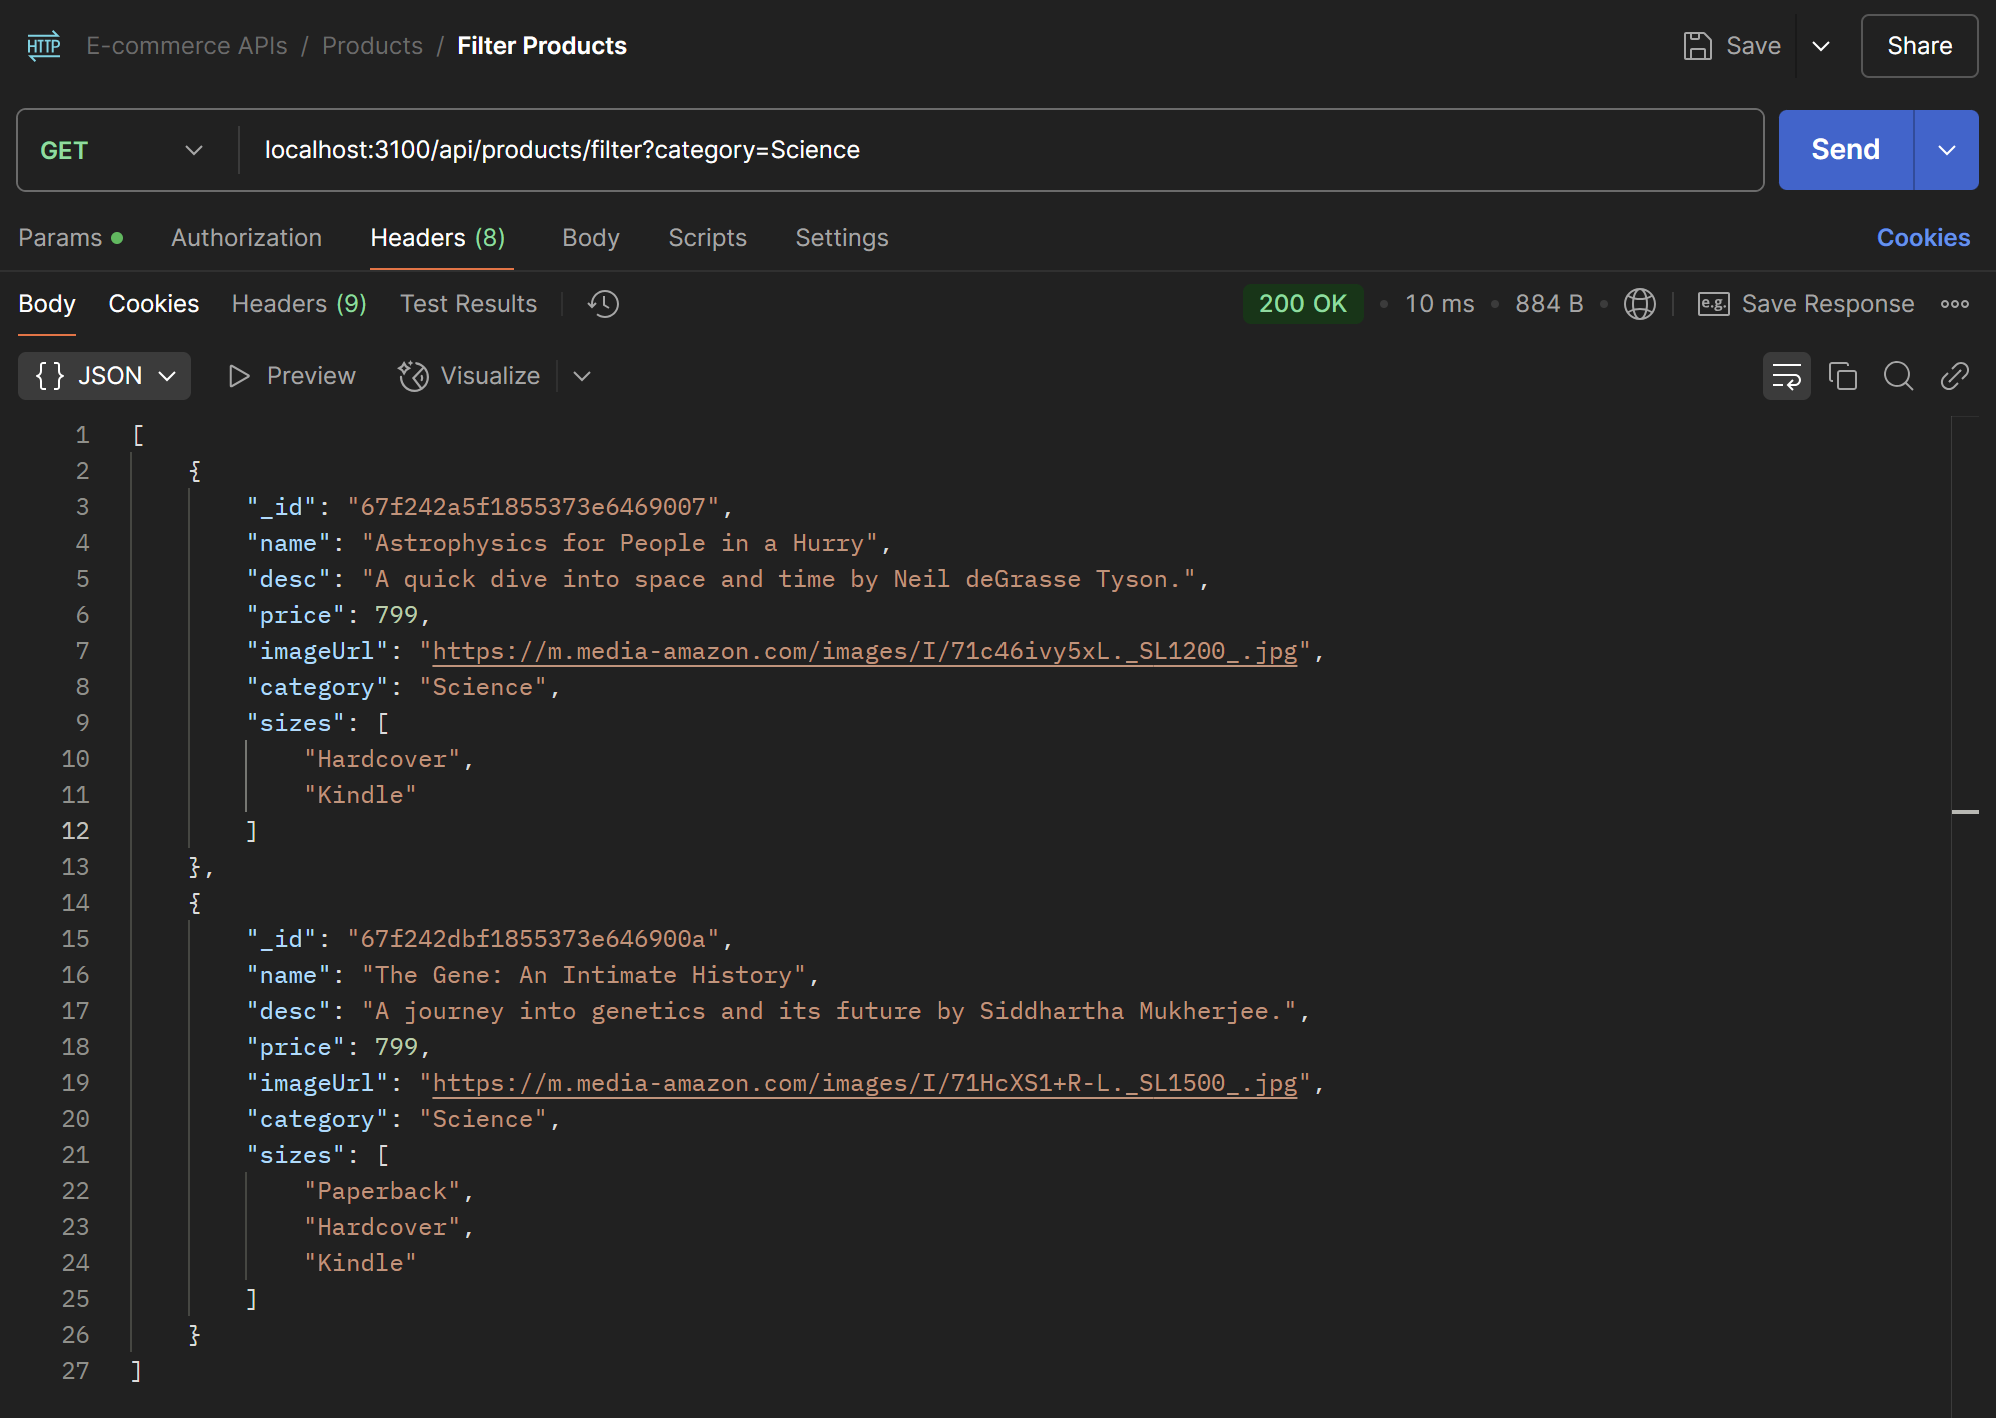 HTTP E-commerce APIs / Products / Filter Products Save Share
GET localhost:3100/api/products/filter?category=Science Send
Params Authorization Headers (8) Body Scripts Settings Cookies
Body Cookies Headers (9) Test Results 200 OK 10 ms 884 B e.g. Save Response
{} JSON Preview Visualize
1 [
2 {
3 "_id": "67f242a5f1855373e6469007",
4 "name": "Astrophysics for People in a Hurry",
5 "desc": "A quick dive into space and time by Neil deGrasse Tyson.",
6 "price": 799,
7 "imageUrl": "https://m.media-amazon.com/images/I/71c46ivy5xL._SL1200_.jpg",
8 "category": "Science",
9 "sizes": [
10 "Hardcover",
11 "Kindle"
12 ]
13 },
14 {
15 "_id": "67f242dbf1855373e646900a",
16 "name": "The Gene: An Intimate History",
17 "desc": "A journey into genetics and its future by Siddhartha Mukherjee.",
18 "price": 799,
19 "imageUrl": "https://m.media-amazon.com/images/I/71HcXS1+R-L._SL1500_.jpg",
20 "category": "Science",
21 "sizes": [
22 "Paperback",
23 "Hardcover",
24 "Kindle"
25 ]
26 }
27 ]